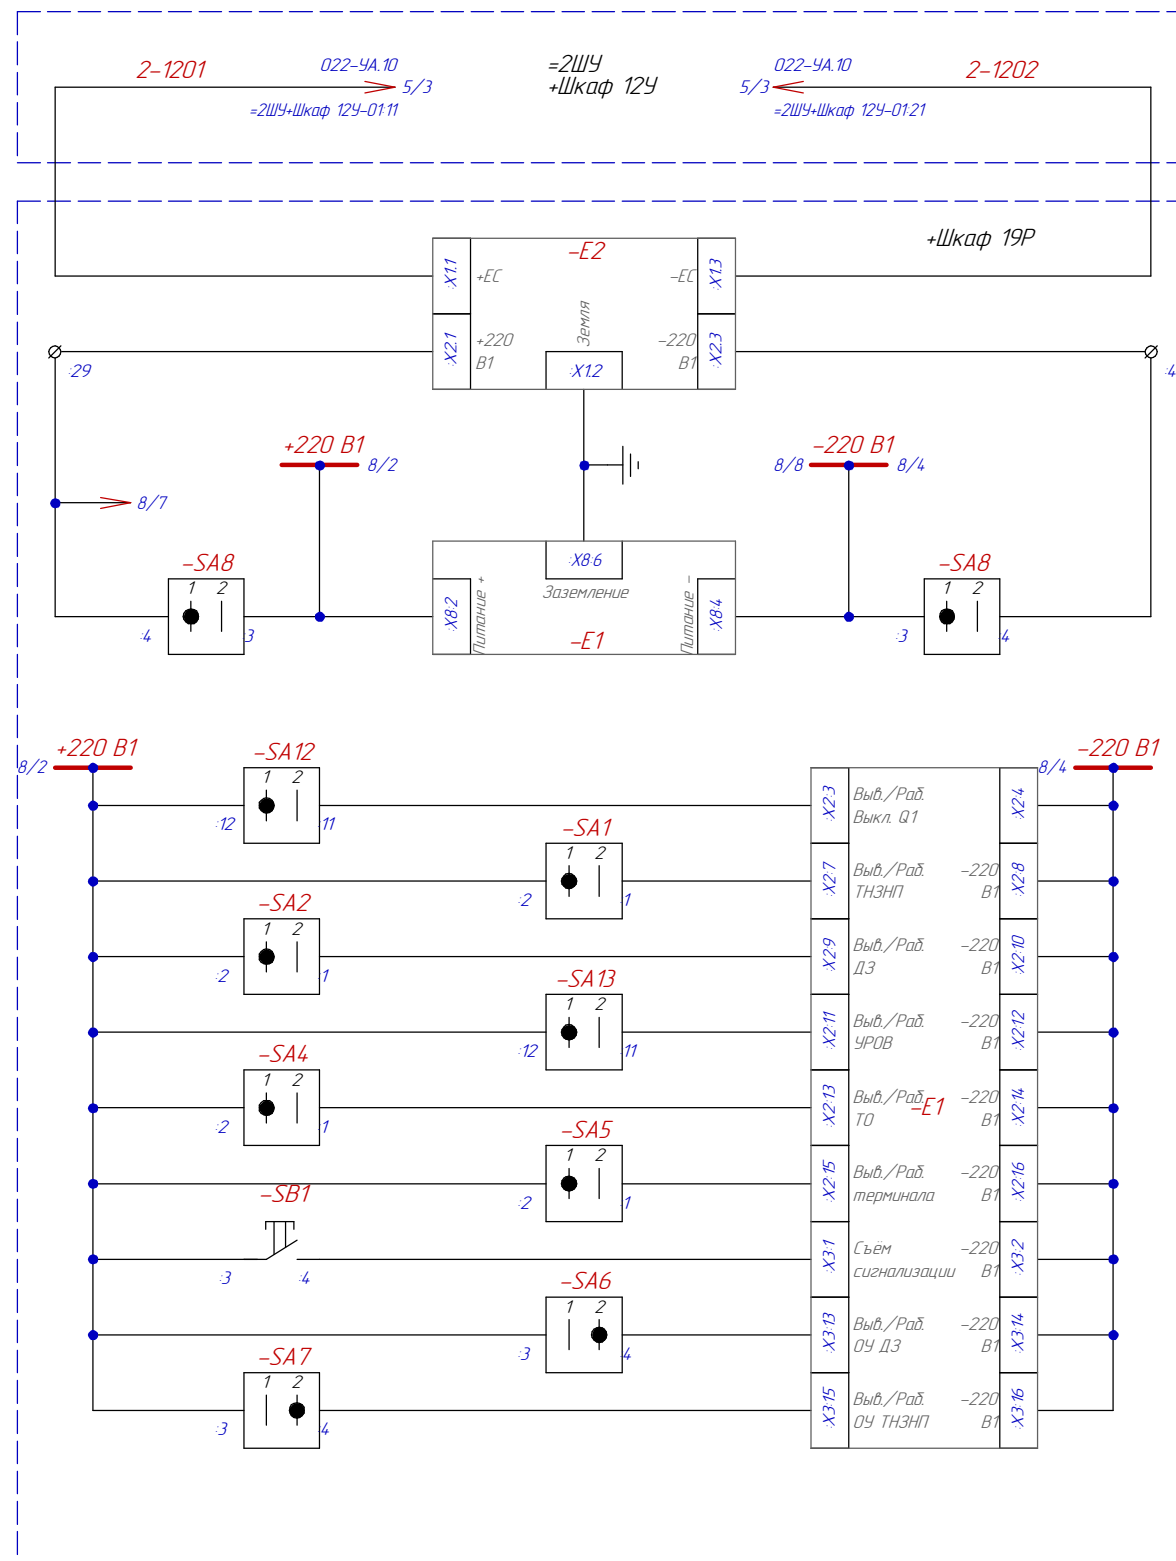 2-1201
022-УА.10
5/3
=2ШУ+Шкаф 12У-01:11
=2ШУ
+Шкаф 12У
022-УА.10
5/3
=2ШУ+Шкаф 12У-01:21
2-1202
+Шкаф 19Р
-E2
:X1:1
+EC
-EC
:X1:3
Земля
:X2:1
+220
В1
:X1:2
-220
В1
:X2:3
:29
+220 В1
8/2
8/7
8/8
-220 В1
8/4
-SA8
1 2
:4
:3
:X8:2
Питание +
:X8:6
Заземление
-E1
Питание -
:X8:4
-SA8
1 2
:3
:4
+220 В1
8/2
-220 В1
8/4
-SA12
1 2
:12
:11
:X2:3
Выв./Раб.
Выкл. Q1
:X2:4
-SA1
1 2
:2
:1
:X2:7
Выв./Раб.
ТНЗНП
-220
В1
:X2:8
-SA2
1 2
:2
:1
:X2:9
Выв./Раб.
ДЗ
-220
В1
:X2:10
-SA13
1 2
:12
:11
:X2:11
Выв./Раб.
УРОВ
-220
В1
:X2:12
-SA4
1 2
:2
:1
:X2:13
Выв./Раб.
ТО
-E1
-220
В1
:X2:14
-SA5
1 2
:2
:1
:X2:15
Выв./Раб.
терминала
-220
В1
:X2:16
-SB1
:3
:4
:X3:1
Съём
сигнализации
-220
В1
:X3:2
-SA6
1 2
:3
:4
:X3:13
Выв./Раб.
ОУ ДЗ
-220
В1
:X3:14
-SA7
1 2
:3
:4
:X3:15
Выв./Раб.
ОУ ТНЗНП
-220
В1
:X3:16